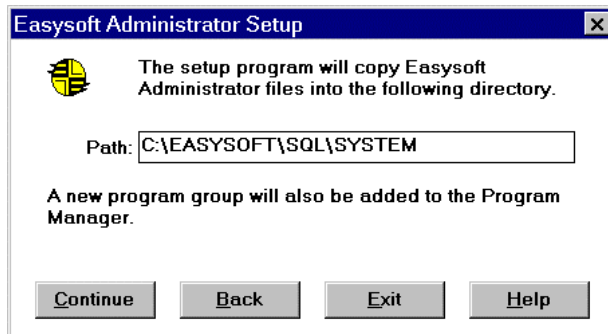 Easysoft Administrator Setup
The setup program will copy Easysoft
Administrator files into the following directory.
Path: C:\EASYSOFT\SQL\SYSTEM
A new program group will also be added to the Program
Manager.
Continue Back Exit Help